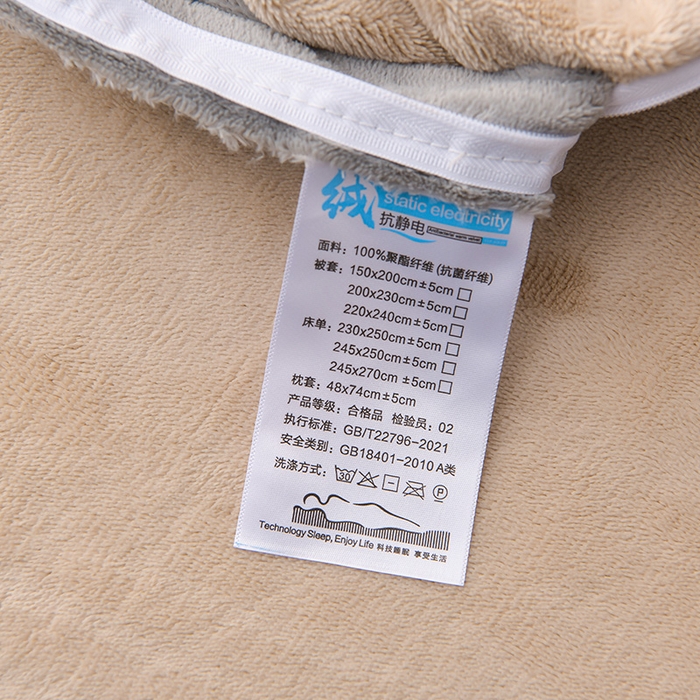 绒 static electricity
抗静电 Antibacterial warm velvet
面料：100%聚酯纤维 (抗菌纤维)
被套：150x200cm±5cm
200x230cm±5cm
220x240cm±5cm
床单：230x250cm±5cm
245x250cm±5cm
245x270cm±5cm
枕套：48x74cm±5cm
产品等级：合格品 检验员：02
执行标准：GB/T22796-2021
安全类别：GB18401-2010 A类
洗涤方式： 30 P
Technology Sleep, Enjoy Life 科技睡眠 享受生活